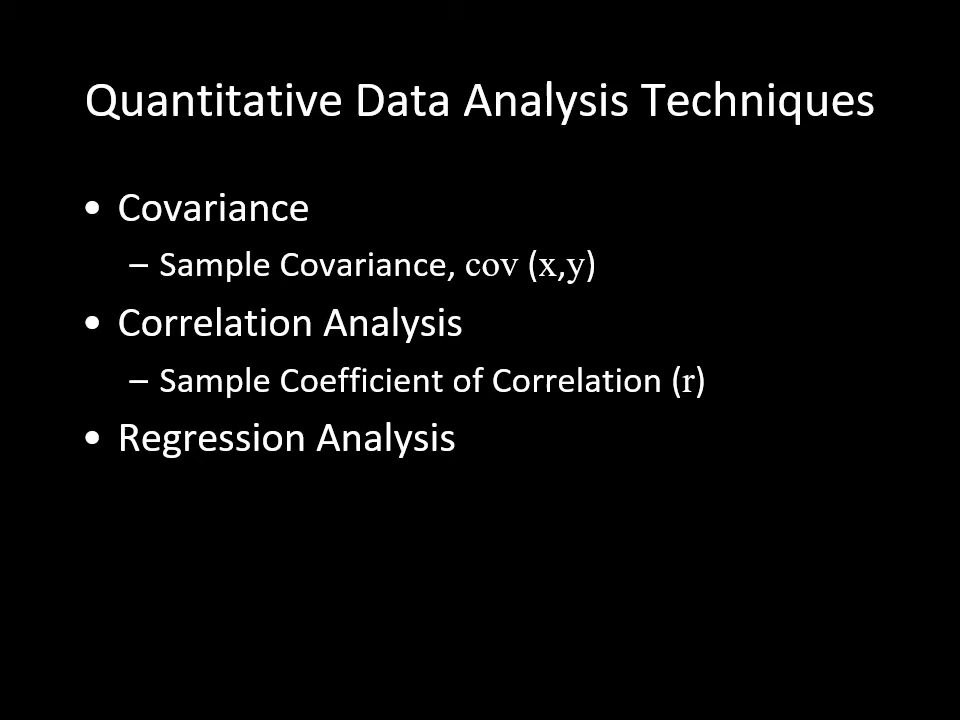 Quantitative Data Analysis Techniques
• Covariance
– Sample Covariance, cov (x,y)
• Correlation Analysis
– Sample Coefficient of Correlation (r)
• Regression Analysis